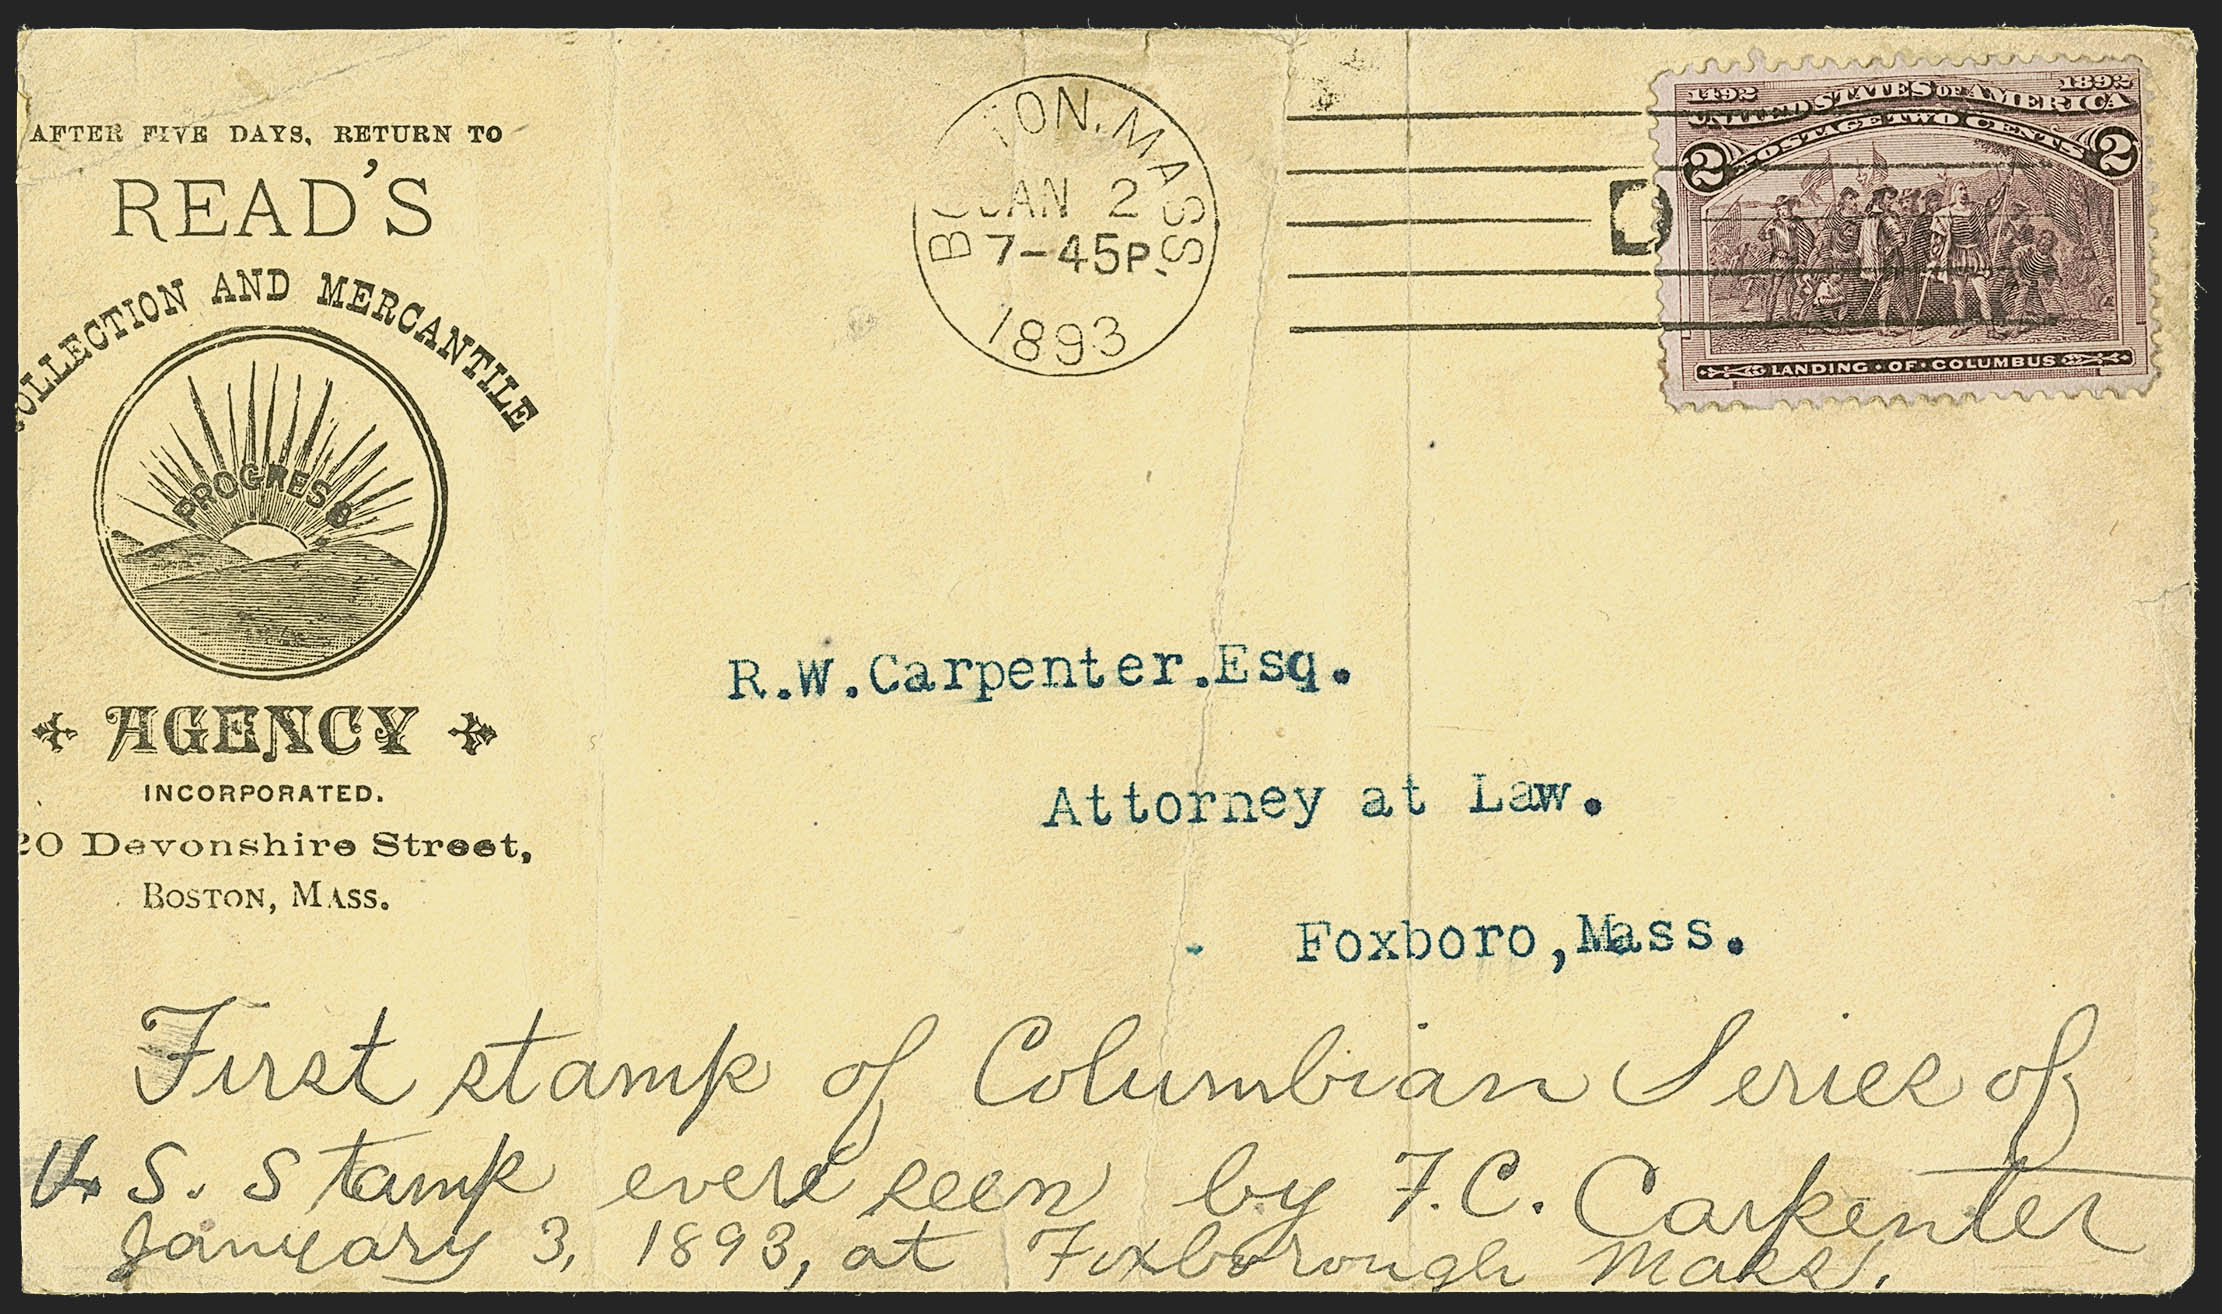 AFTER FIVE DAYS, RETURN TO
READ'S
COLLECTION AND MERCANTILE
PROGRESS
AGENCY
INCORPORATED.
20 Devonshire Street,
BOSTON, MASS.
BOSTON, MASS
JAN 2
7-45P.
1893
1492 1892
UNITED STATES OF AMERICA
POSTAGE TWO CENTS
2 2
LANDING · OF · COLUMBUS
R.W.Carpenter.Esq.
Attorney at Law.
Foxboro,Mass.
First stamp of Columbian Series of
U. S. Stamp ever seen by F. C. Carpenter
January 3, 1893, at Foxborough Mass.